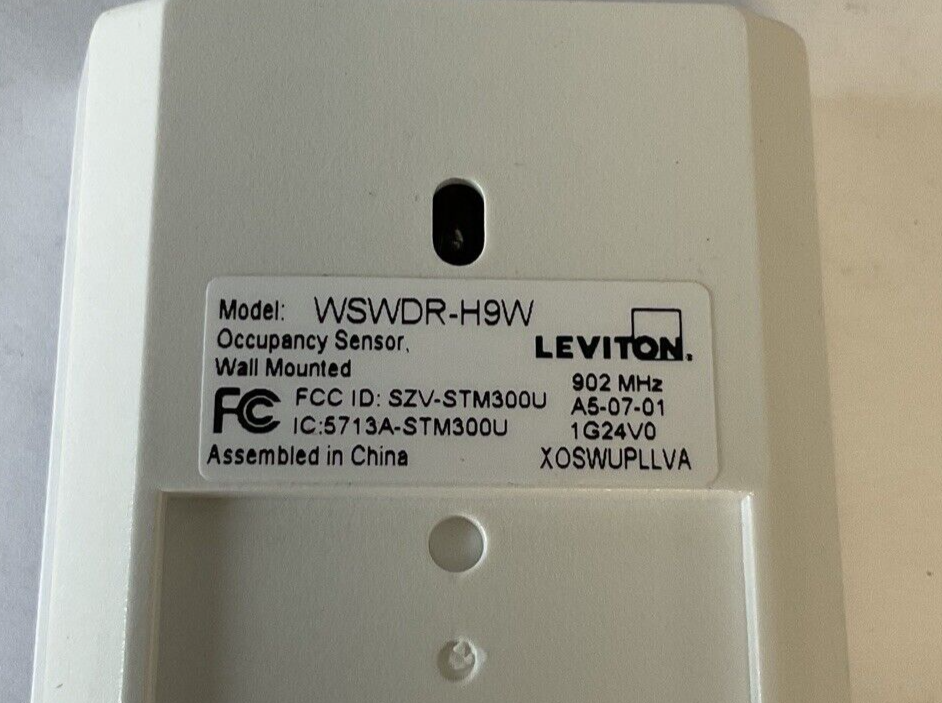 Model: WSWDR-H9W
Occupancy Sensor,
Wall Mounted
LEVITON.
902 MHz
FC FCC ID: SZV-STM300U
A5-07-01
IC:5713A-STM300U
1G24V0
Assembled in China
XOSWUPLLVA